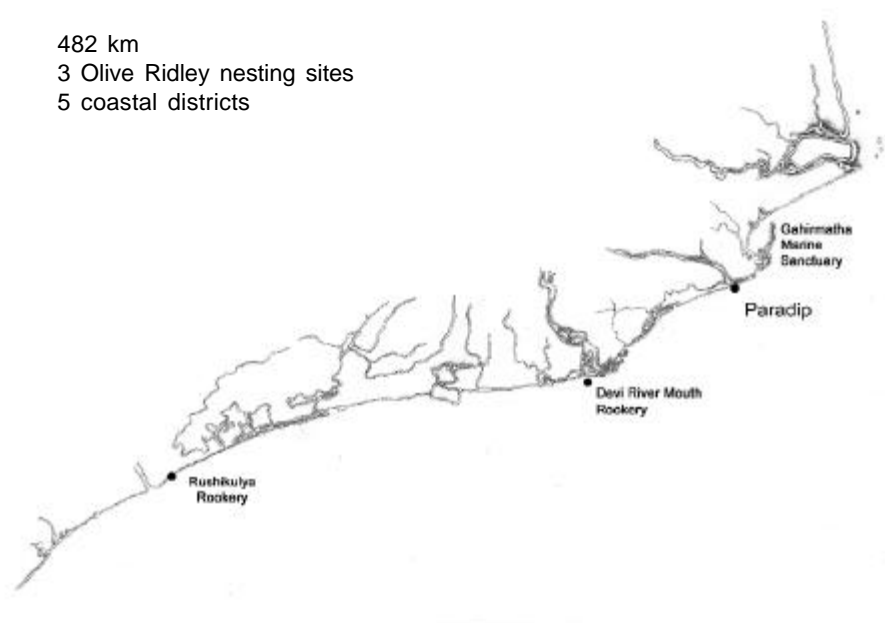 482 km
3 Olive Ridley nesting sites
5 coastal districts
Gahirmatha
Marine
Sanctuary
Paradip
Devi River Mouth
Rookery
Rushikulya
Rookery